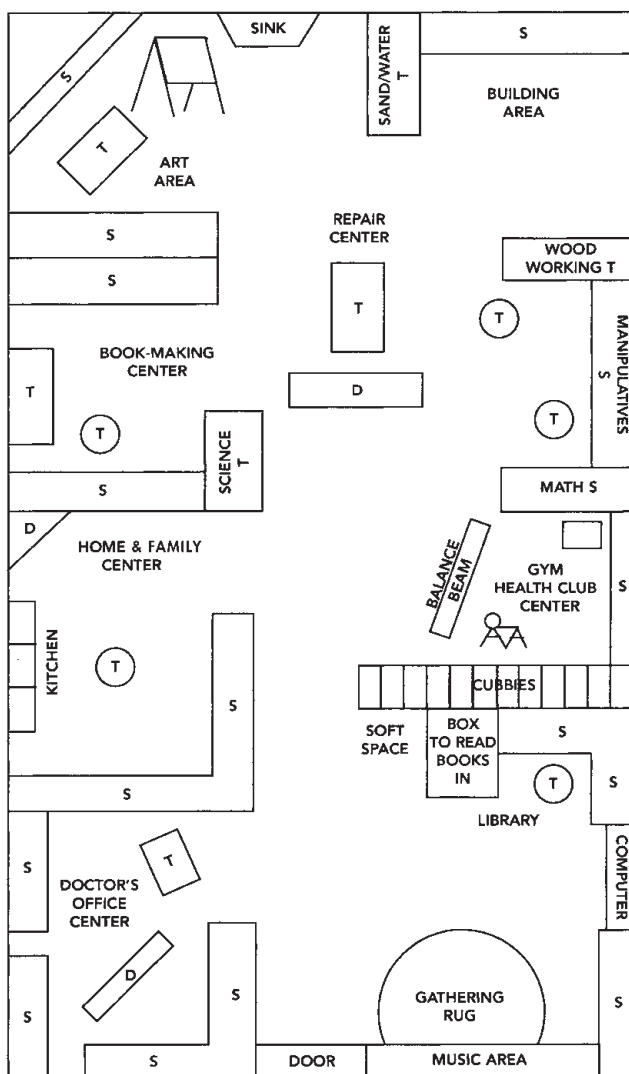 SINK
S
SAND/WATER
T
S
BUILDING
AREA
T
ART
AREA
S
S
REPAIR
CENTER
T
WOOD
WORKING T
T
MANIPULATIVES
S
BOOK-MAKING
CENTER
T
D
T
T
SCIENCE
T
S
MATH S
D
HOME & FAMILY
CENTER
BALANCE
BEAM
GYM
HEALTH CLUB
CENTER
S
KITCHEN
T
S
CUBBIES
SOFT
SPACE
BOX
TO READ
BOOKS
IN
S
S
T
LIBRARY
S
S
T
DOCTOR'S
OFFICE
CENTER
COMPUTER
D
S
S
S
GATHERING
RUG
S
DOOR
MUSIC AREA